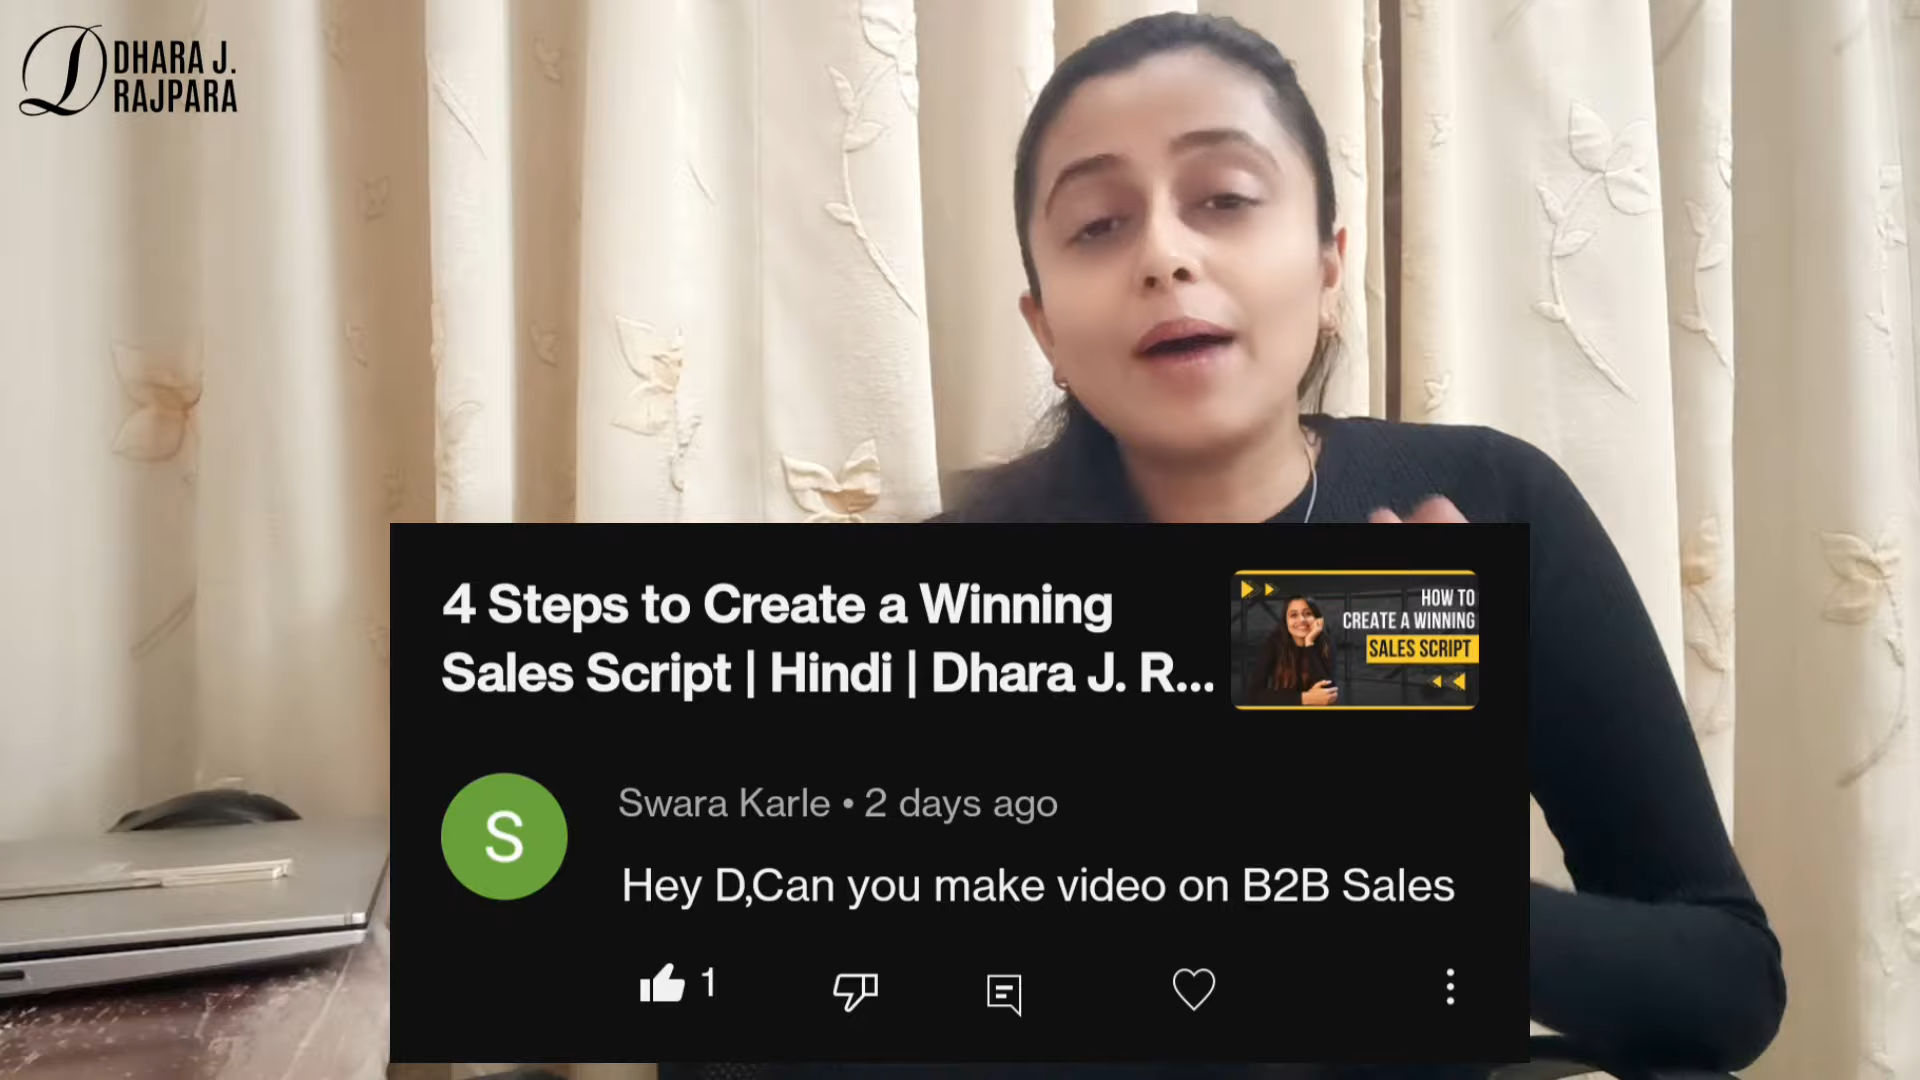 DHARA J.
RAJPARA
4 Steps to Create a Winning
Sales Script | Hindi | Dhara J. R...
HOW TO
CREATE A WINNING
SALES SCRIPT
S
Swara Karle • 2 days ago
Hey D,Can you make video on B2B Sales
1